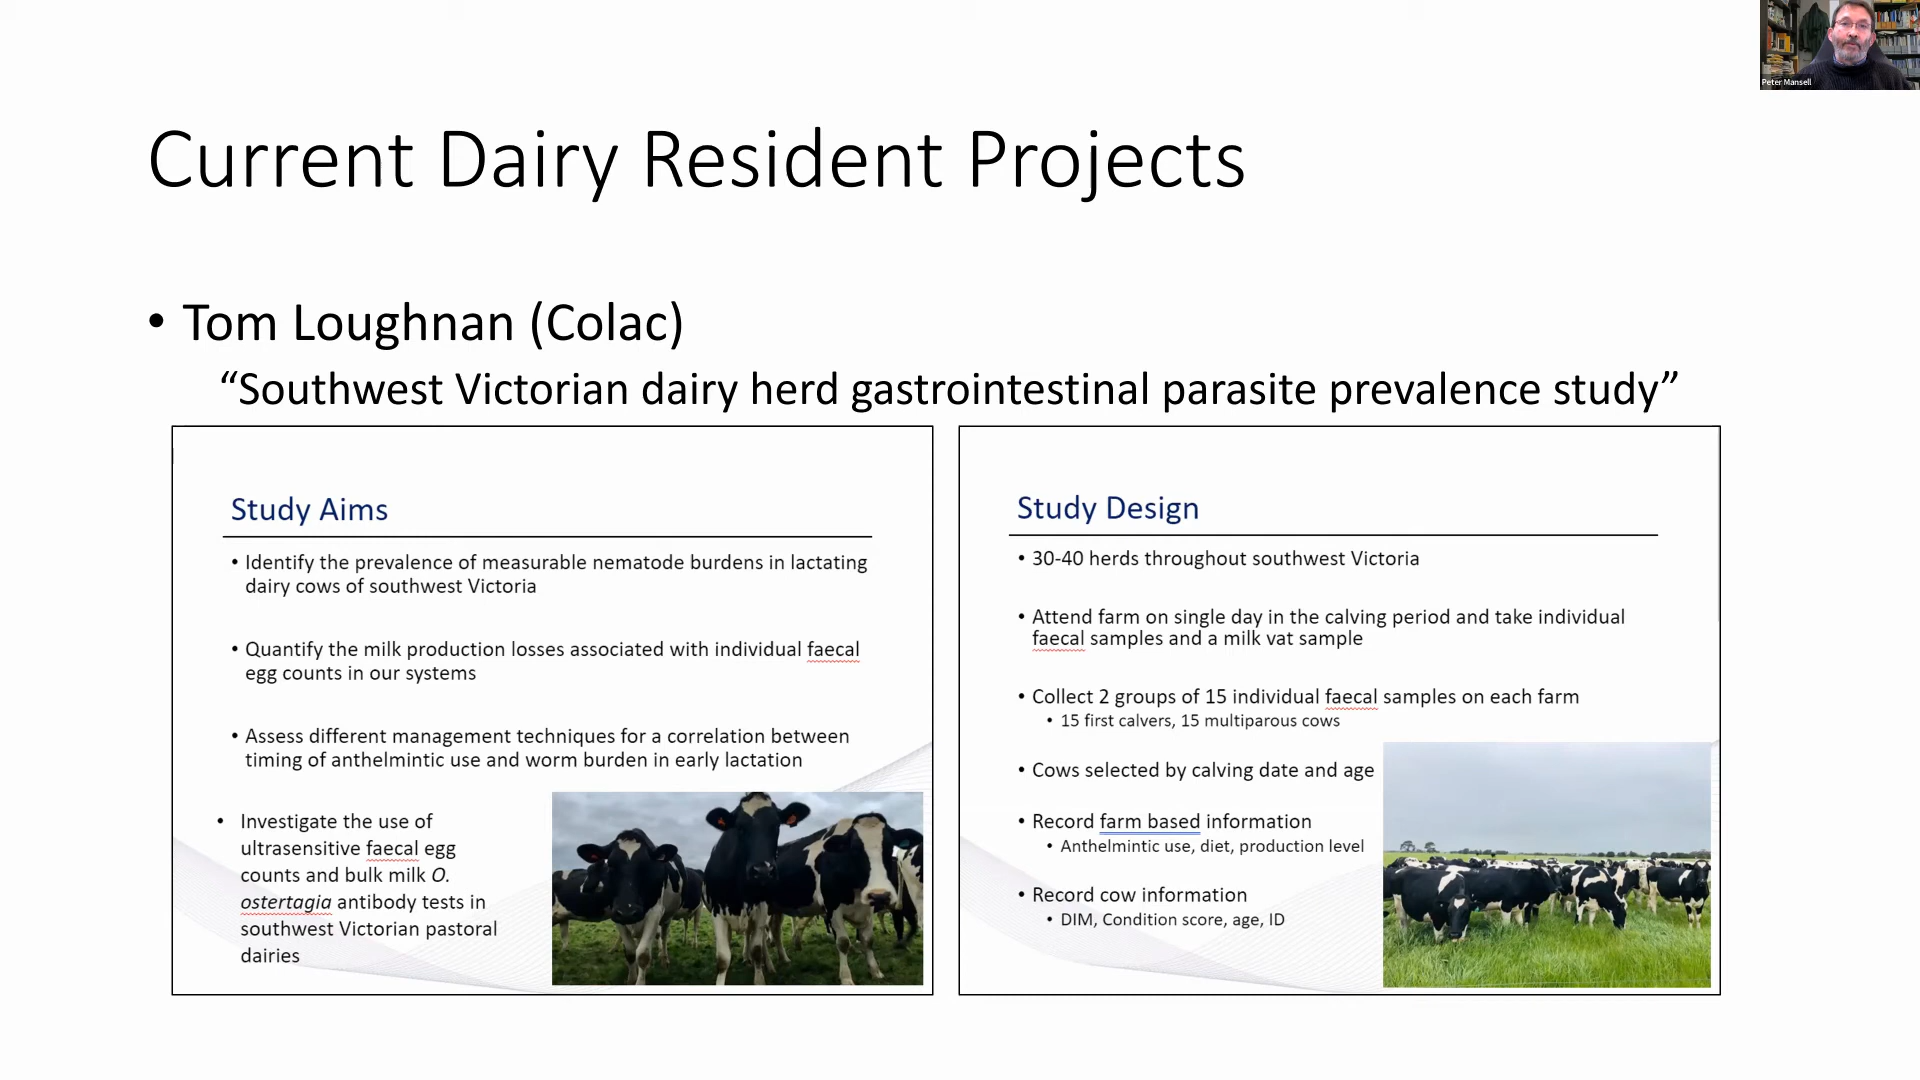 Peter Mansell
Current Dairy Resident Projects
• Tom Loughnan (Colac)
“Southwest Victorian dairy herd gastrointestinal parasite prevalence study”
Study Aims
• Identify the prevalence of measurable nematode burdens in lactating
dairy cows of southwest Victoria
• Quantify the milk production losses associated with individual faecal
egg counts in our systems
• Assess different management techniques for a correlation between
timing of anthelmintic use and worm burden in early lactation
• Investigate the use of
ultrasensitive faecal egg
counts and bulk milk O.
ostertagia antibody tests in
southwest Victorian pastoral
dairies
Study Design
• 30-40 herds throughout southwest Victoria
• Attend farm on single day in the calving period and take individual
faecal samples and a milk vat sample
• Collect 2 groups of 15 individual faecal samples on each farm
• 15 first calvers, 15 multiparous cows
• Cows selected by calving date and age
• Record farm based information
• Anthelmintic use, diet, production level
• Record cow information
• DIM, Condition score, age, ID